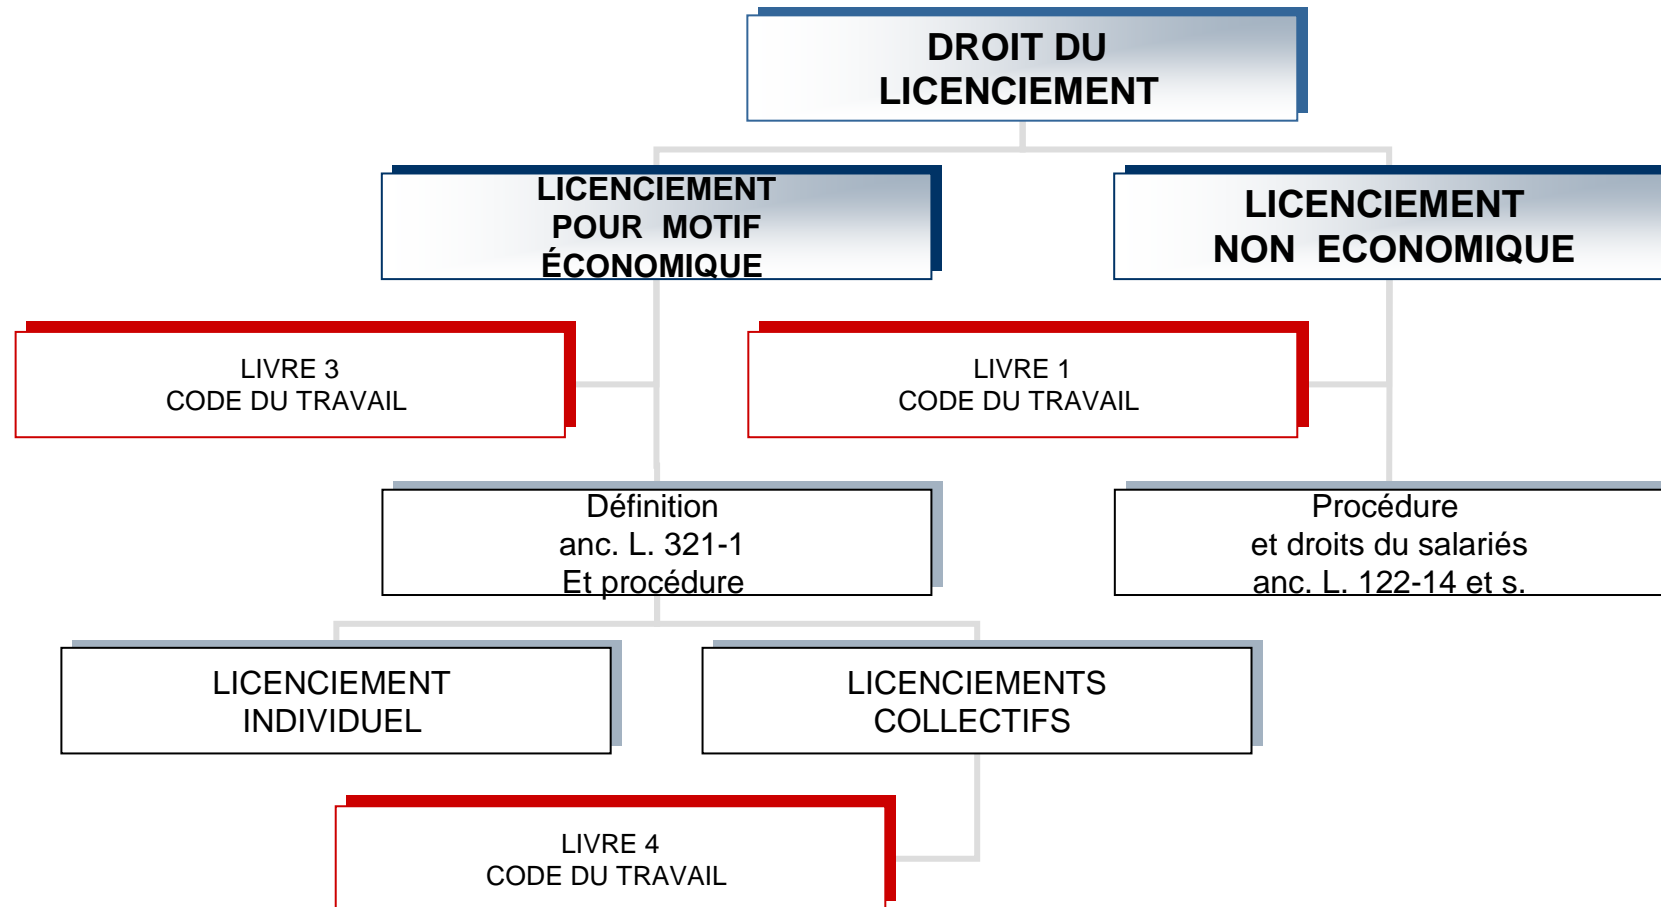 DROIT DU
LICENCIEMENT
LICENCIEMENT
POUR MOTIF
ÉCONOMIQUE
LICENCIEMENT
NON ECONOMIQUE
LIVRE 3
CODE DU TRAVAIL
LIVRE 1
CODE DU TRAVAIL
Définition
anc. L. 321-1
Et procédure
Procédure
et droits du salariés
anc. L. 122-14 et s.
LICENCIEMENT
INDIVIDUEL
LICENCIEMENTS
COLLECTIFS
LIVRE 4
CODE DU TRAVAIL